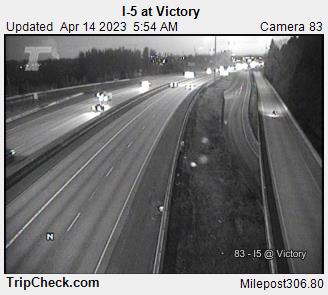 I-5 at Victory
Updated Apr 14 2023 5:54 AM Camera 83
T
N
83 - I5 @ Victory
TripCheck.com Milepost306.80